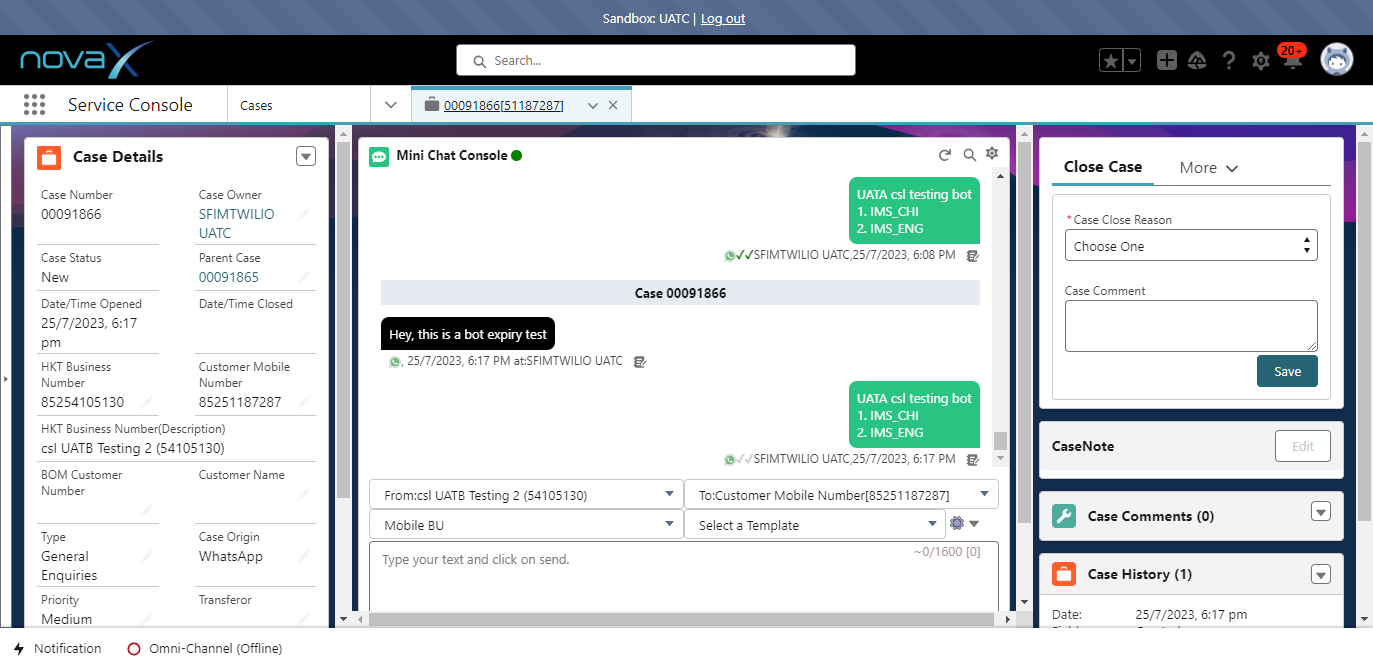 Sandbox: UATC | Log out
novaX
Search...
20+
Service Console
Cases
00091866[51187287]
Case Details
Case Number
00091866
Case Owner
SFIMTWILIO
UATC
Case Status
New
Parent Case
00091865
Date/Time Opened
25/7/2023, 6:17
pm
Date/Time Closed
HKT Business
Number
85254105130
Customer Mobile
Number
85251187287
HKT Business Number(Description)
csl UATB Testing 2 (54105130)
BOM Customer
Number
Customer Name
Type
General
Enquiries
Case Origin
WhatsApp
Priority
Medium
Transferor
Mini Chat Console
UATA csl testing bot
1. IMS_CHI
2. IMS_ENG
SFIMTWILIO UATC,25/7/2023, 6:08 PM
Case 00091866
Hey, this is a bot expiry test
, 25/7/2023, 6:17 PM at:SFIMTWILIO UATC
UATA csl testing bot
1. IMS_CHI
2. IMS_ENG
SFIMTWILIO UATC,25/7/2023, 6:17 PM
From:csl UATB Testing 2 (54105130)
To:Customer Mobile Number[85251187287]
Mobile BU
Select a Template
Type your text and click on send.
~0/1600 [0]
Close Case
More
*Case Close Reason
Choose One
Case Comment
Save
CaseNote
Edit
Case Comments (0)
Case History (1)
Date:
25/7/2023, 6:17 pm
Notification
Omni-Channel (Offline)